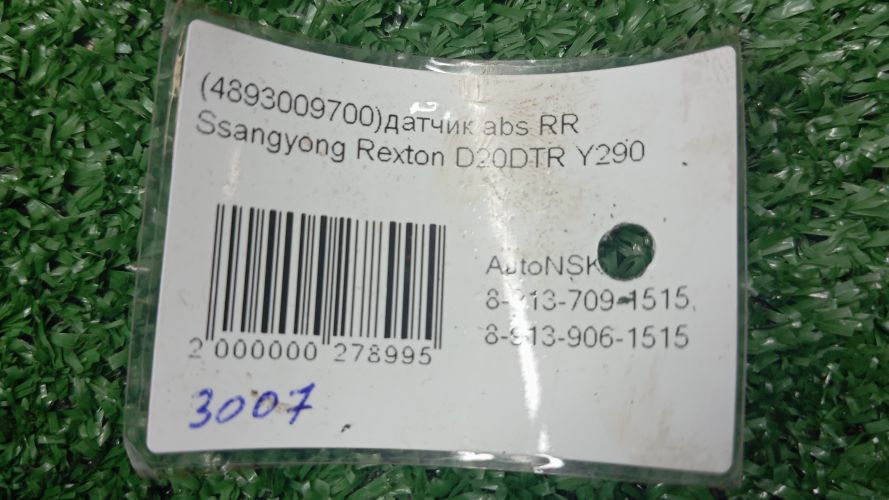 (4893009700)датчик abs RR
Ssangyong Rexton D20DTR Y290
AutoNSK
8-913-709-1515,
8-913-906-1515
2 000000 278995
3007